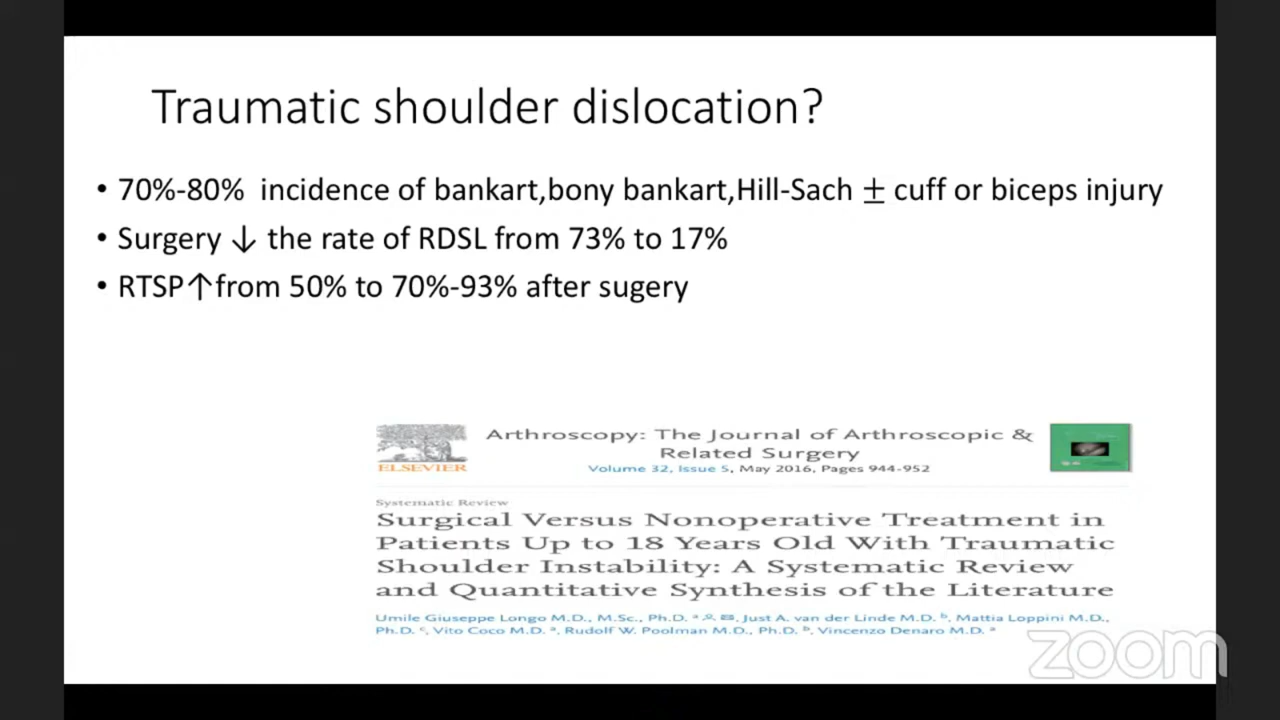 Traumatic shoulder dislocation?
• 70%-80% incidence of bankart,bony bankart,Hill-Sach ± cuff or biceps injury
• Surgery ↓ the rate of RDSL from 73% to 17%
• RTSP↑from 50% to 70%-93% after sugery
ELSEVIER
Arthroscopy: The Journal of Arthroscopic &
Related Surgery
Volume 32, Issue 5, May 2016, Pages 944-952
Systematic Review
Surgical Versus Nonoperative Treatment in
Patients Up to 18 Years Old With Traumatic
Shoulder Instability: A Systematic Review
and Quantitative Synthesis of the Literature
Umile Giuseppe Longo M.D., M.Sc., Ph.D. ᵃ, Just A. van der Linde M.D. ᵇ, Mattia Loppini M.D.,
Ph.D. ᶜ, Vito Coco M.D. ᵃ, Rudolf W. Poolman M.D., Ph.D. ᵇ, Vincenzo Denaro M.D. ᵃ
zoom